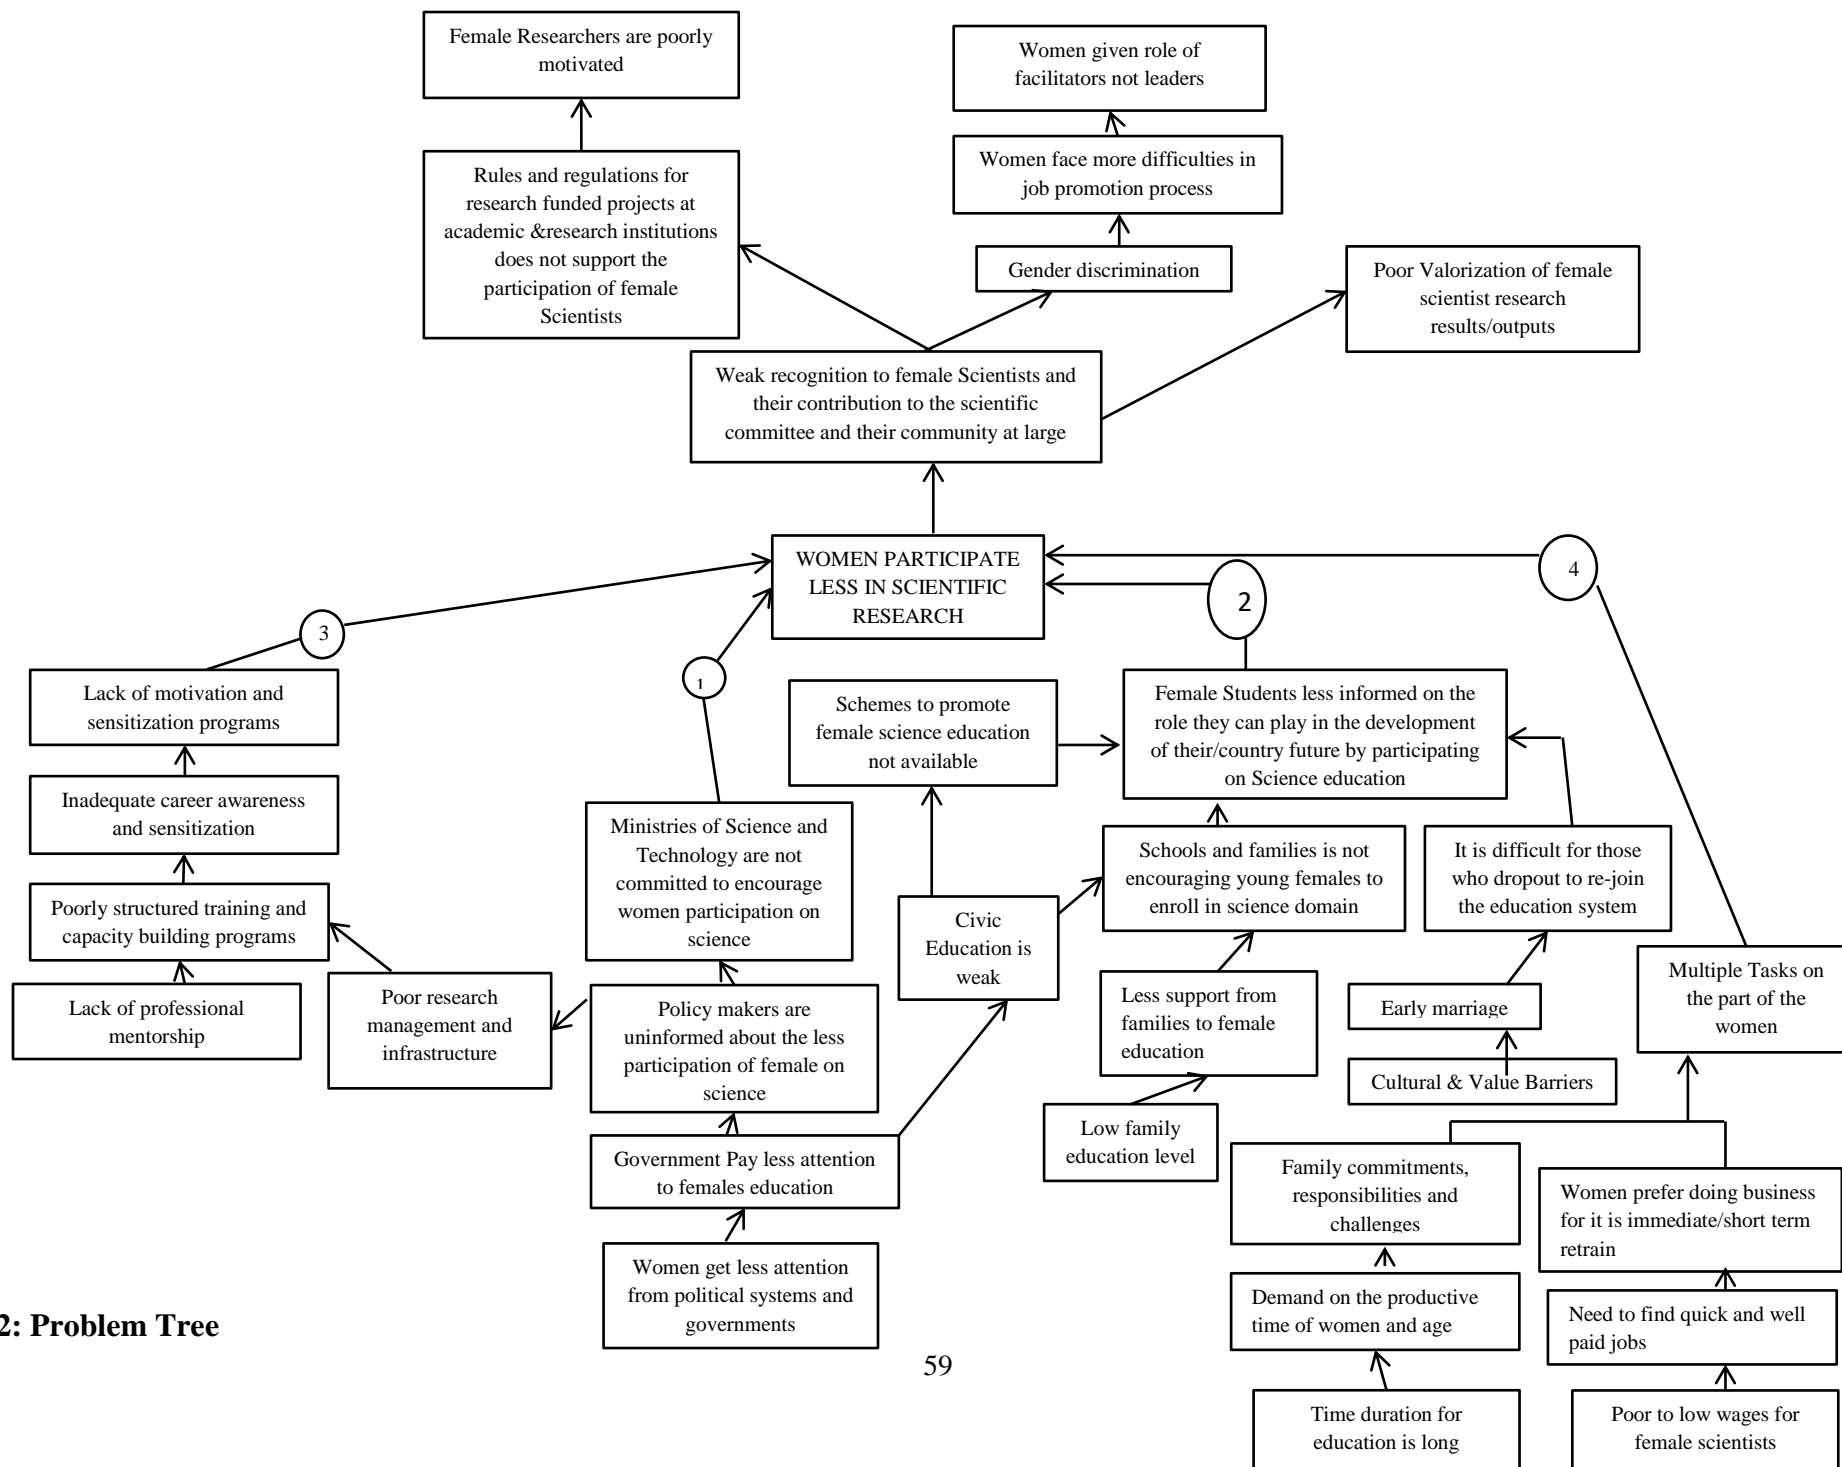 Female Researchers are poorly
motivated
Women given role of
facilitators not leaders
Rules and regulations for
research funded projects at
academic &research institutions
does not support the
participation of female
Scientists
Women face more difficulties in
job promotion process
Gender discrimination
Poor Valorization of female
scientist research
results/outputs
Weak recognition to female Scientists and
their contribution to the scientific
committee and their community at large
WOMEN PARTICIPATE
LESS IN SCIENTIFIC
RESEARCH
3
1
2
4
Lack of motivation and
sensitization programs
Inadequate career awareness
and sensitization
Poorly structured training and
capacity building programs
Lack of professional
mentorship
Poor research
management and
infrastructure
Ministries of Science and
Technology are not
committed to encourage
women participation on
science
Policy makers are
uninformed about the less
participation of female on
science
Government Pay less attention
to females education
Women get less attention
from political systems and
governments
Schemes to promote
female science education
not available
Civic
Education is
weak
Female Students less informed on the
role they can play in the development
of their/country future by participating
on Science education
Schools and families is not
encouraging young females to
enroll in science domain
Less support from
families to female
education
Low family
education level
It is difficult for those
who dropout to re-join
the education system
Early marriage
Cultural & Value Barriers
Multiple Tasks on
the part of the
women
Family commitments,
responsibilities and
challenges
Demand on the productive
time of women and age
Time duration for
education is long
Women prefer doing business
for it is immediate/short term
retrain
Need to find quick and well
paid jobs
Poor to low wages for
female scientists
2: Problem Tree
59